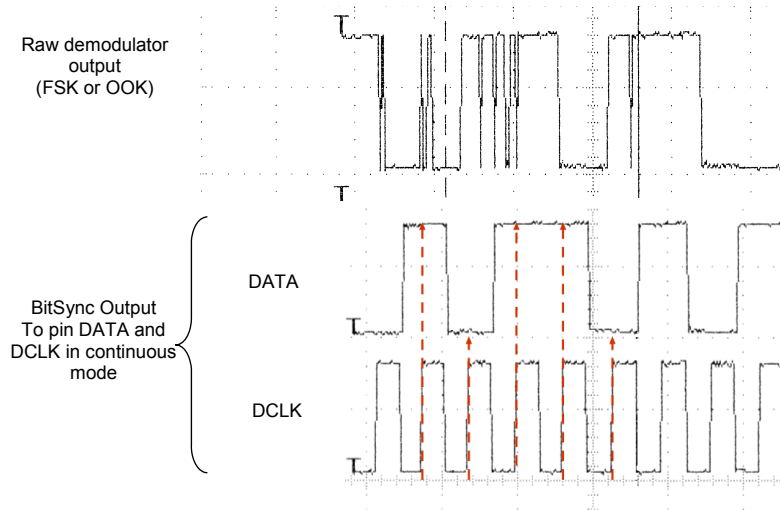 Raw demodulator
output
(FSK or OOK)
DATA
BitSync Output
To pin DATA and
DCLK in continuous
mode
DCLK